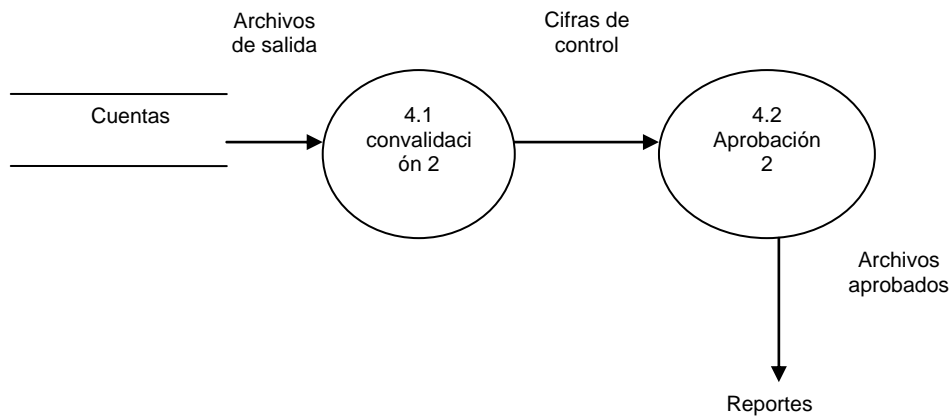 Archivos
de salida
Cifras de
control
Cuentas
4.1
convalidaci
ón 2
4.2
Aprobación
2
Archivos
aprobados
Reportes